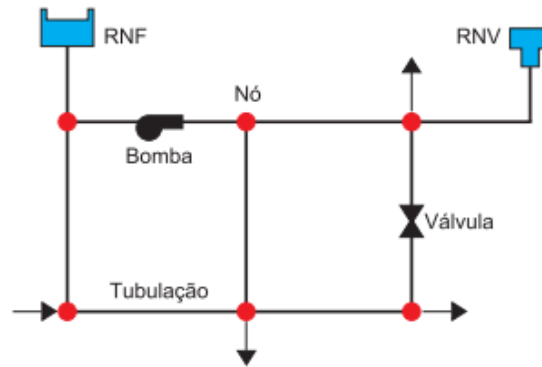 RNF
RNV
Nó
Bomba
Válvula
Tubulação